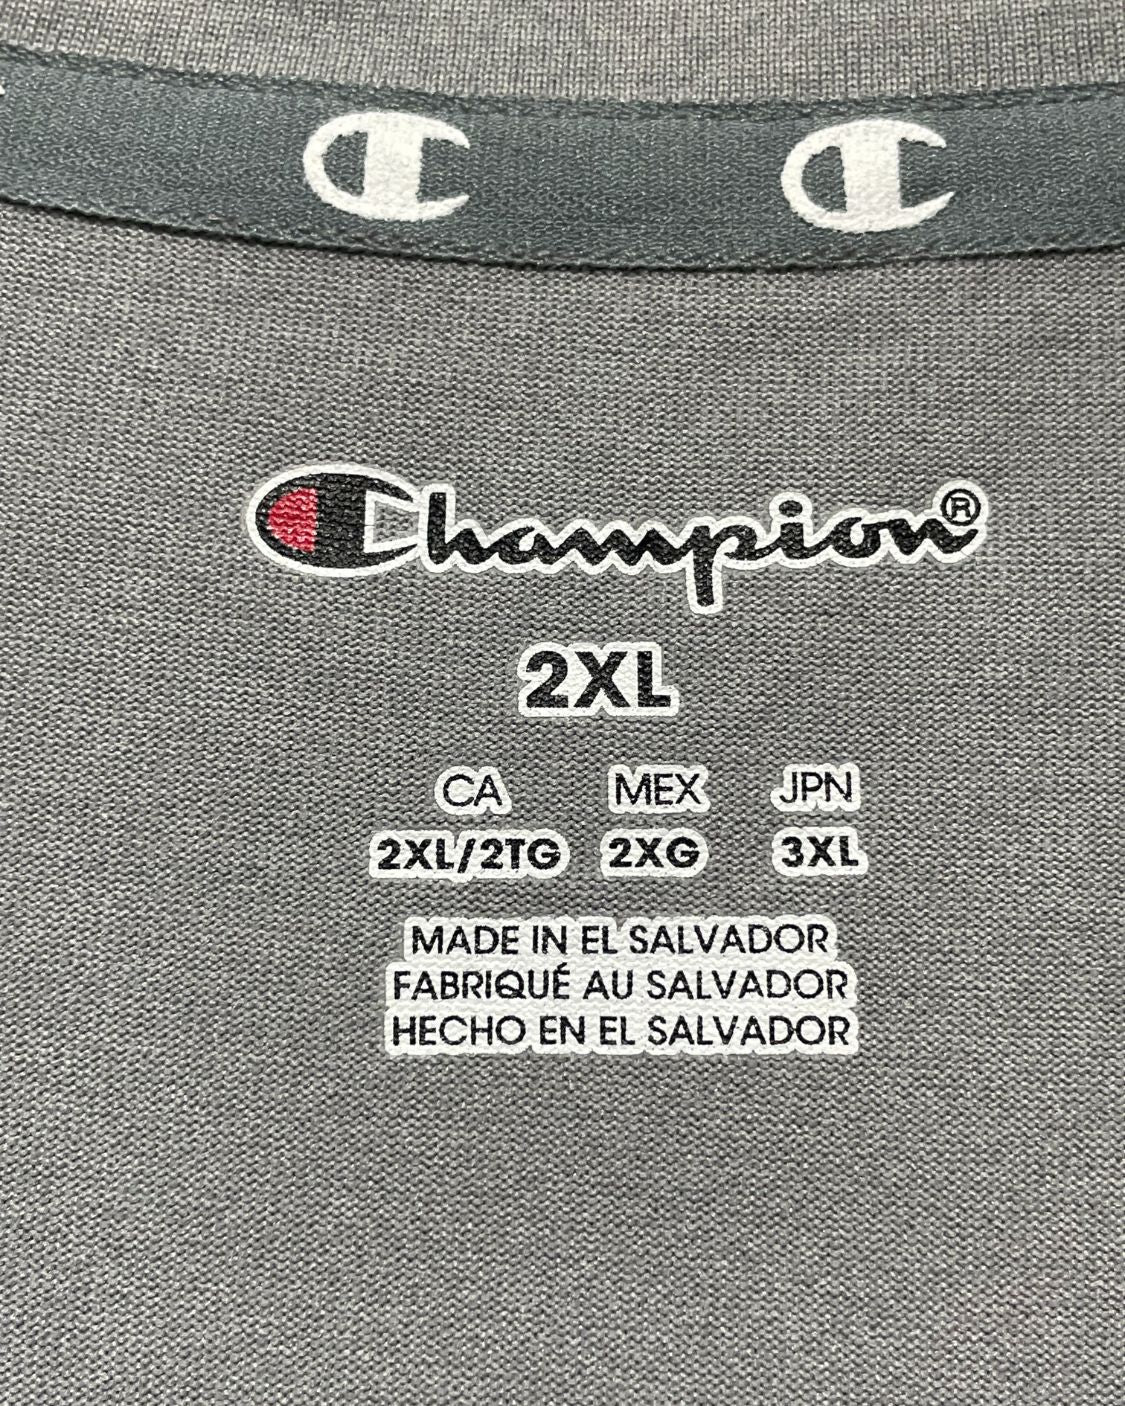 Champion®
2XL
CA MEX JPN
2XL/2TG 2XG 3XL
MADE IN EL SALVADOR
FABRIQUÉ AU SALVADOR
HECHO EN EL SALVADOR